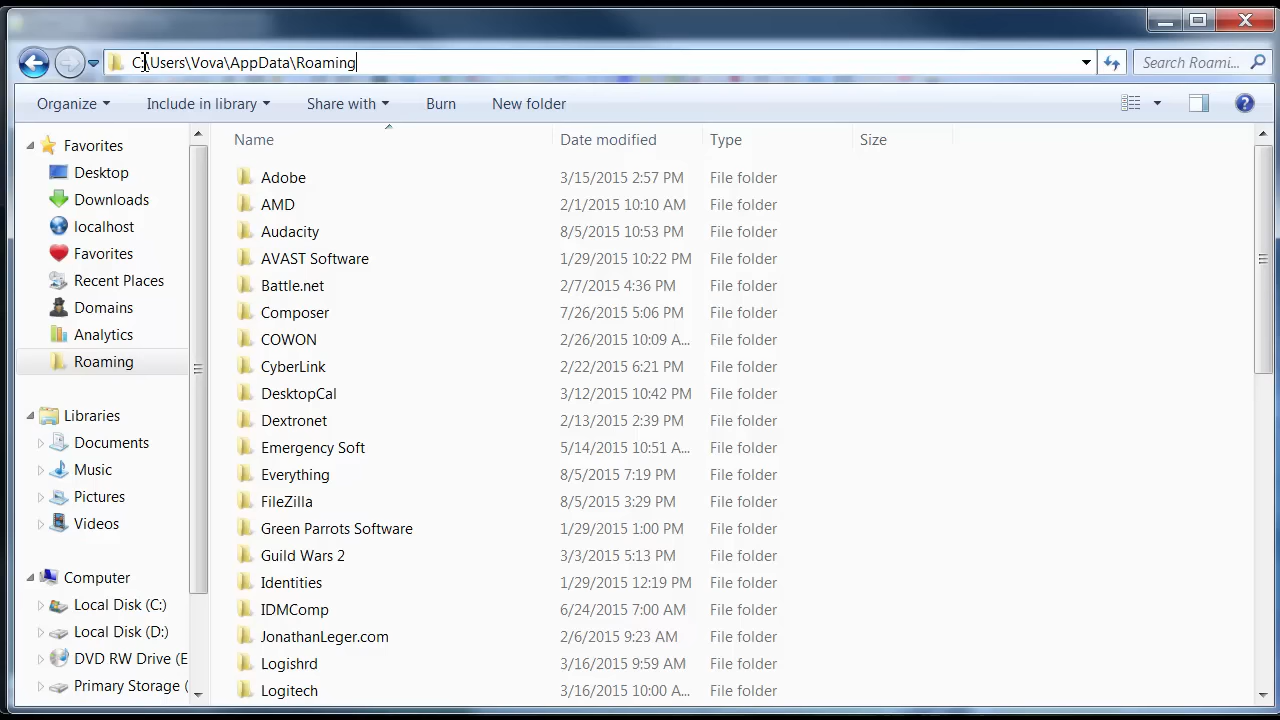 C:\Users\Vova\AppData\Roaming
Search Roami...
Organize
Include in library
Share with
Burn
New folder
Favorites
Desktop
Downloads
localhost
Favorites
Recent Places
Domains
Analytics
Roaming
Libraries
Documents
Music
Pictures
Videos
Computer
Local Disk (C:)
Local Disk (D:)
DVD RW Drive (E
Primary Storage (
Name Date modified Type Size
Adobe 3/15/2015 2:57 PM File folder
AMD 2/1/2015 10:10 AM File folder
Audacity 8/5/2015 10:53 PM File folder
AVAST Software 1/29/2015 10:22 PM File folder
Battle.net 2/7/2015 4:36 PM File folder
Composer 7/26/2015 5:06 PM File folder
COWON 2/26/2015 10:09 A... File folder
CyberLink 2/22/2015 6:21 PM File folder
DesktopCal 3/12/2015 10:42 PM File folder
Dextronet 2/13/2015 2:39 PM File folder
Emergency Soft 5/14/2015 10:51 A... File folder
Everything 8/5/2015 7:19 PM File folder
FileZilla 8/5/2015 3:29 PM File folder
Green Parrots Software 1/29/2015 1:00 PM File folder
Guild Wars 2 3/3/2015 5:13 PM File folder
Identities 1/29/2015 12:19 PM File folder
IDMComp 6/24/2015 7:00 AM File folder
JonathanLeger.com 2/6/2015 9:23 AM File folder
Logishrd 3/16/2015 9:59 AM File folder
Logitech 3/16/2015 10:00 A... File folder